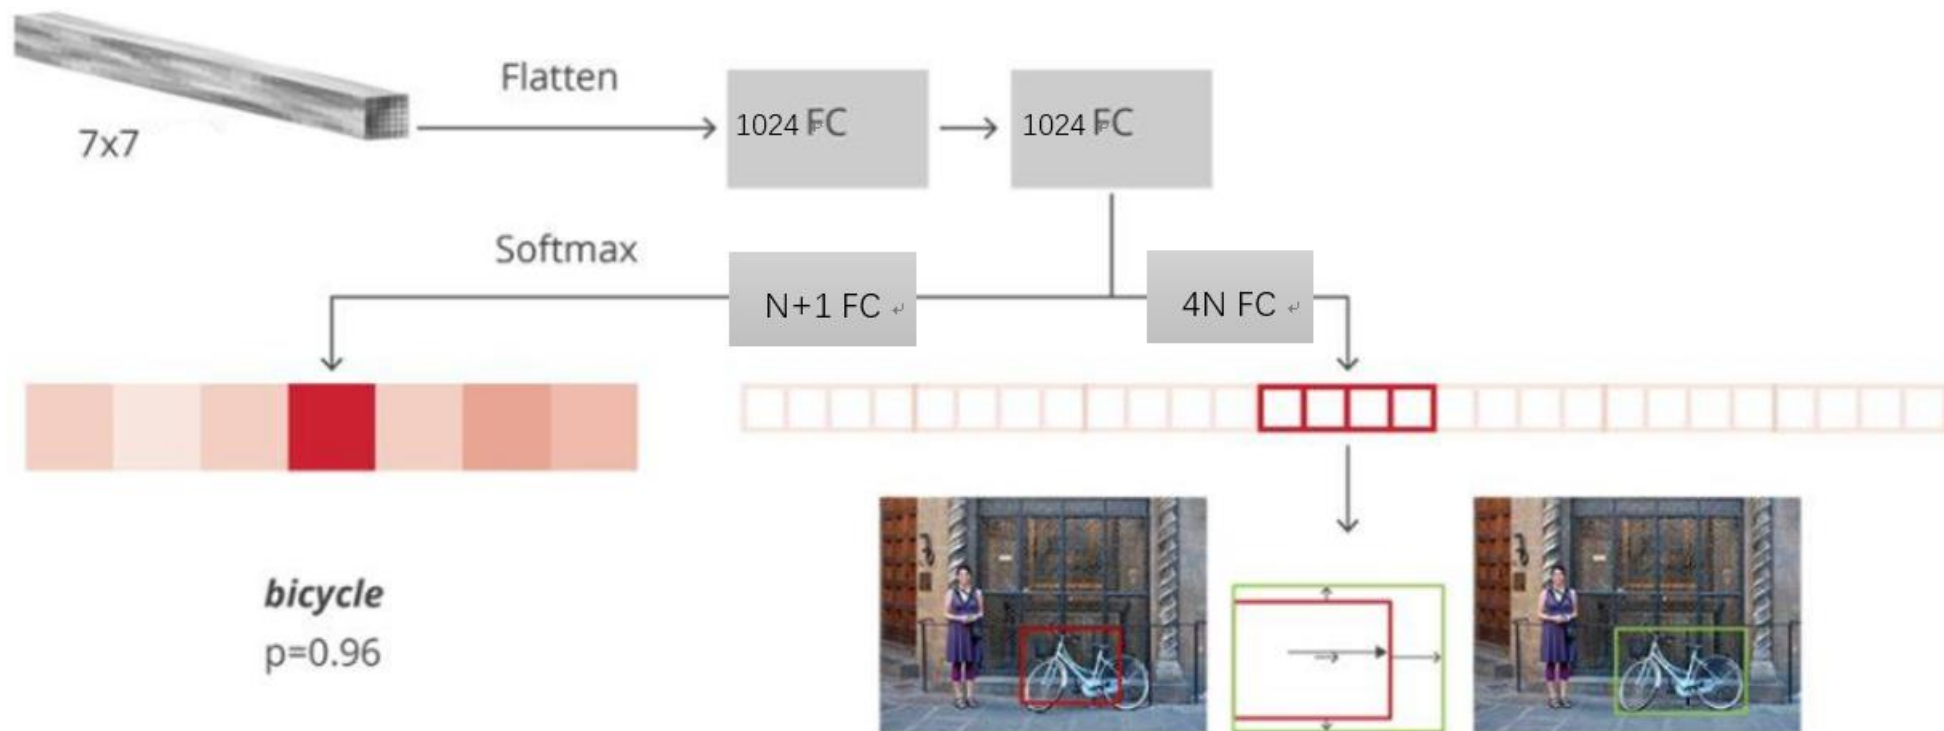 Flatten
7x7
1024 FC
1024 FC
Softmax
N+1 FC ↵
4N FC ↵
bicycle
p=0.96